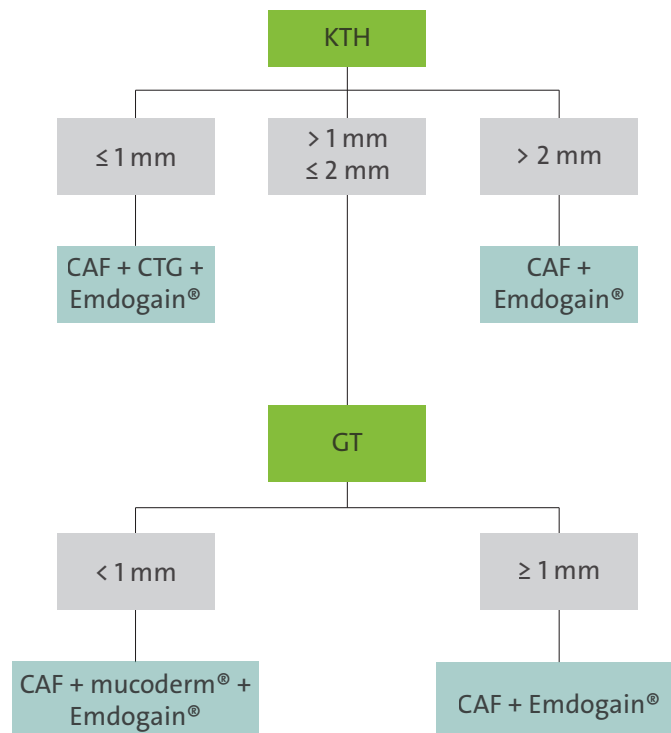 KTH
≤ 1 mm
> 1 mm
≤ 2 mm
> 2 mm
CAF + CTG +
Emdogain®
CAF +
Emdogain®
GT
< 1 mm
≥ 1 mm
CAF + mucoderm® +
Emdogain®
CAF + Emdogain®